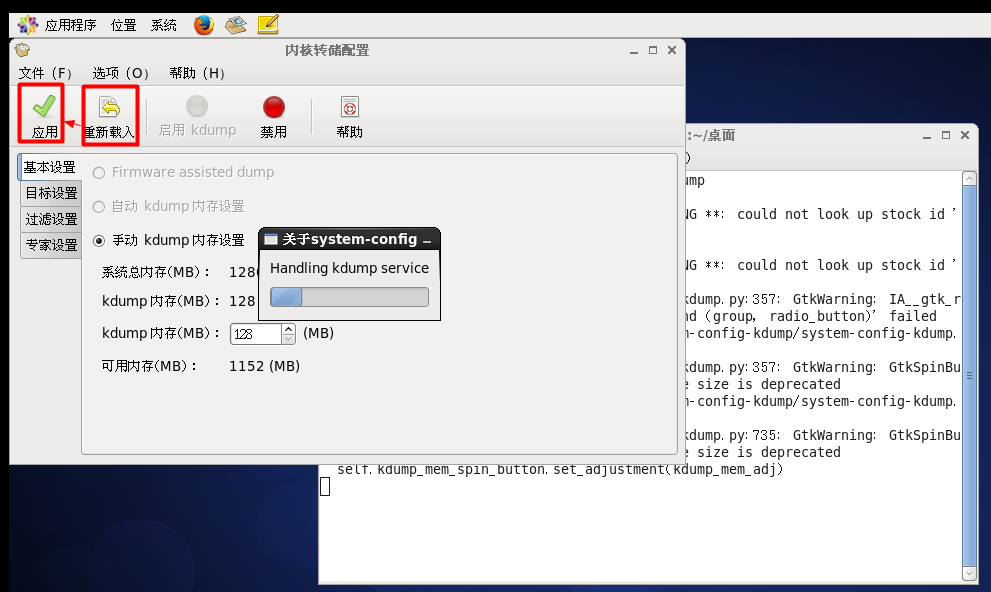 应用程序 位置 系统
内核转储配置
文件（F） 选项（O） 帮助（H）
应用 重新载入 启用 kdump 禁用 帮助
:~/桌面
基本设置
目标设置
过滤设置
专家设置
Firmware assisted dump
自动 kdump 内存设置
手动 kdump 内存设置
系统总内存(MB)： 128
kdump 内存(MB)： 128
kdump 内存(MB)： 128 (MB)
可用内存(MB)： 1152 (MB)
关于system-config
Handling kdump service
ump
NG **: could not look up stock id '
NG **: could not look up stock id '
kdump.py:357: GtkWarning: IA__gtk_r
nd (group, radio_button)' failed
m-config-kdump/system-config-kdump.
kdump.py:357: GtkWarning: GtkSpinBu
e size is deprecated
m-config-kdump/system-config-kdump.
kdump.py:735: GtkWarning: GtkSpinBu
e size is deprecated
self.kdump_mem_spin_button.set_adjustment(kdump_mem_adj)